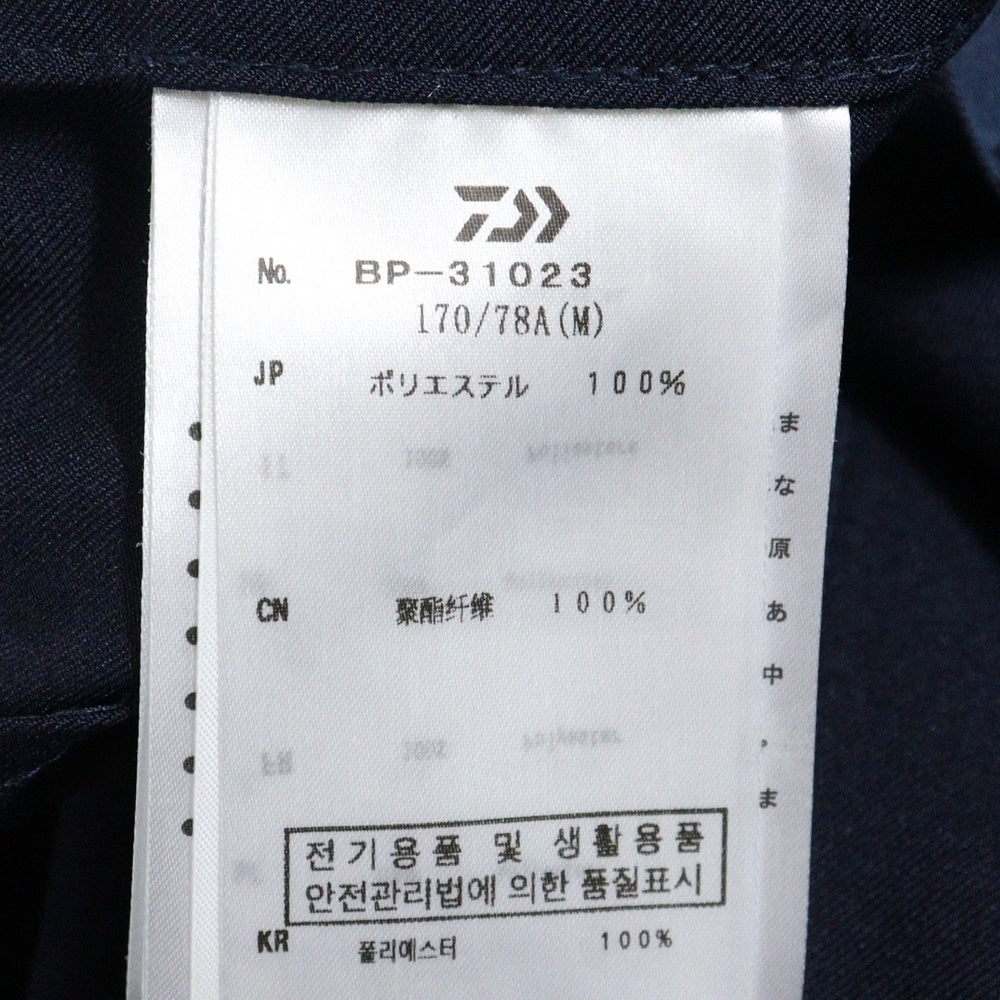 No. BP-31023
170/78A(M)
JP ポリエステル 100%
CN 聚酯纤维 100%
전기용품 및 생활용품
안전관리법에 의한 품질표시
KR 폴리에스터 100%
ま
な
原
あ
中
,
ま